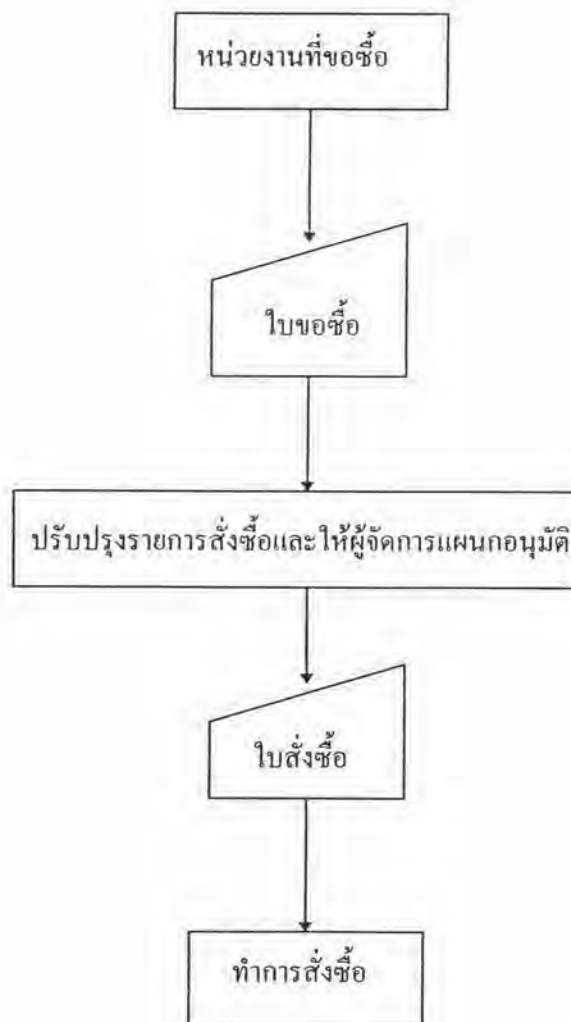 หน่วยงานที่ขอซื้อ
ใบขอซื้อ
ปรับปรุงรายการสั่งซื้อและให้ผู้จัดการแผนกอนุมัติ
ใบสั่งซื้อ
ทำการสั่งซื้อ